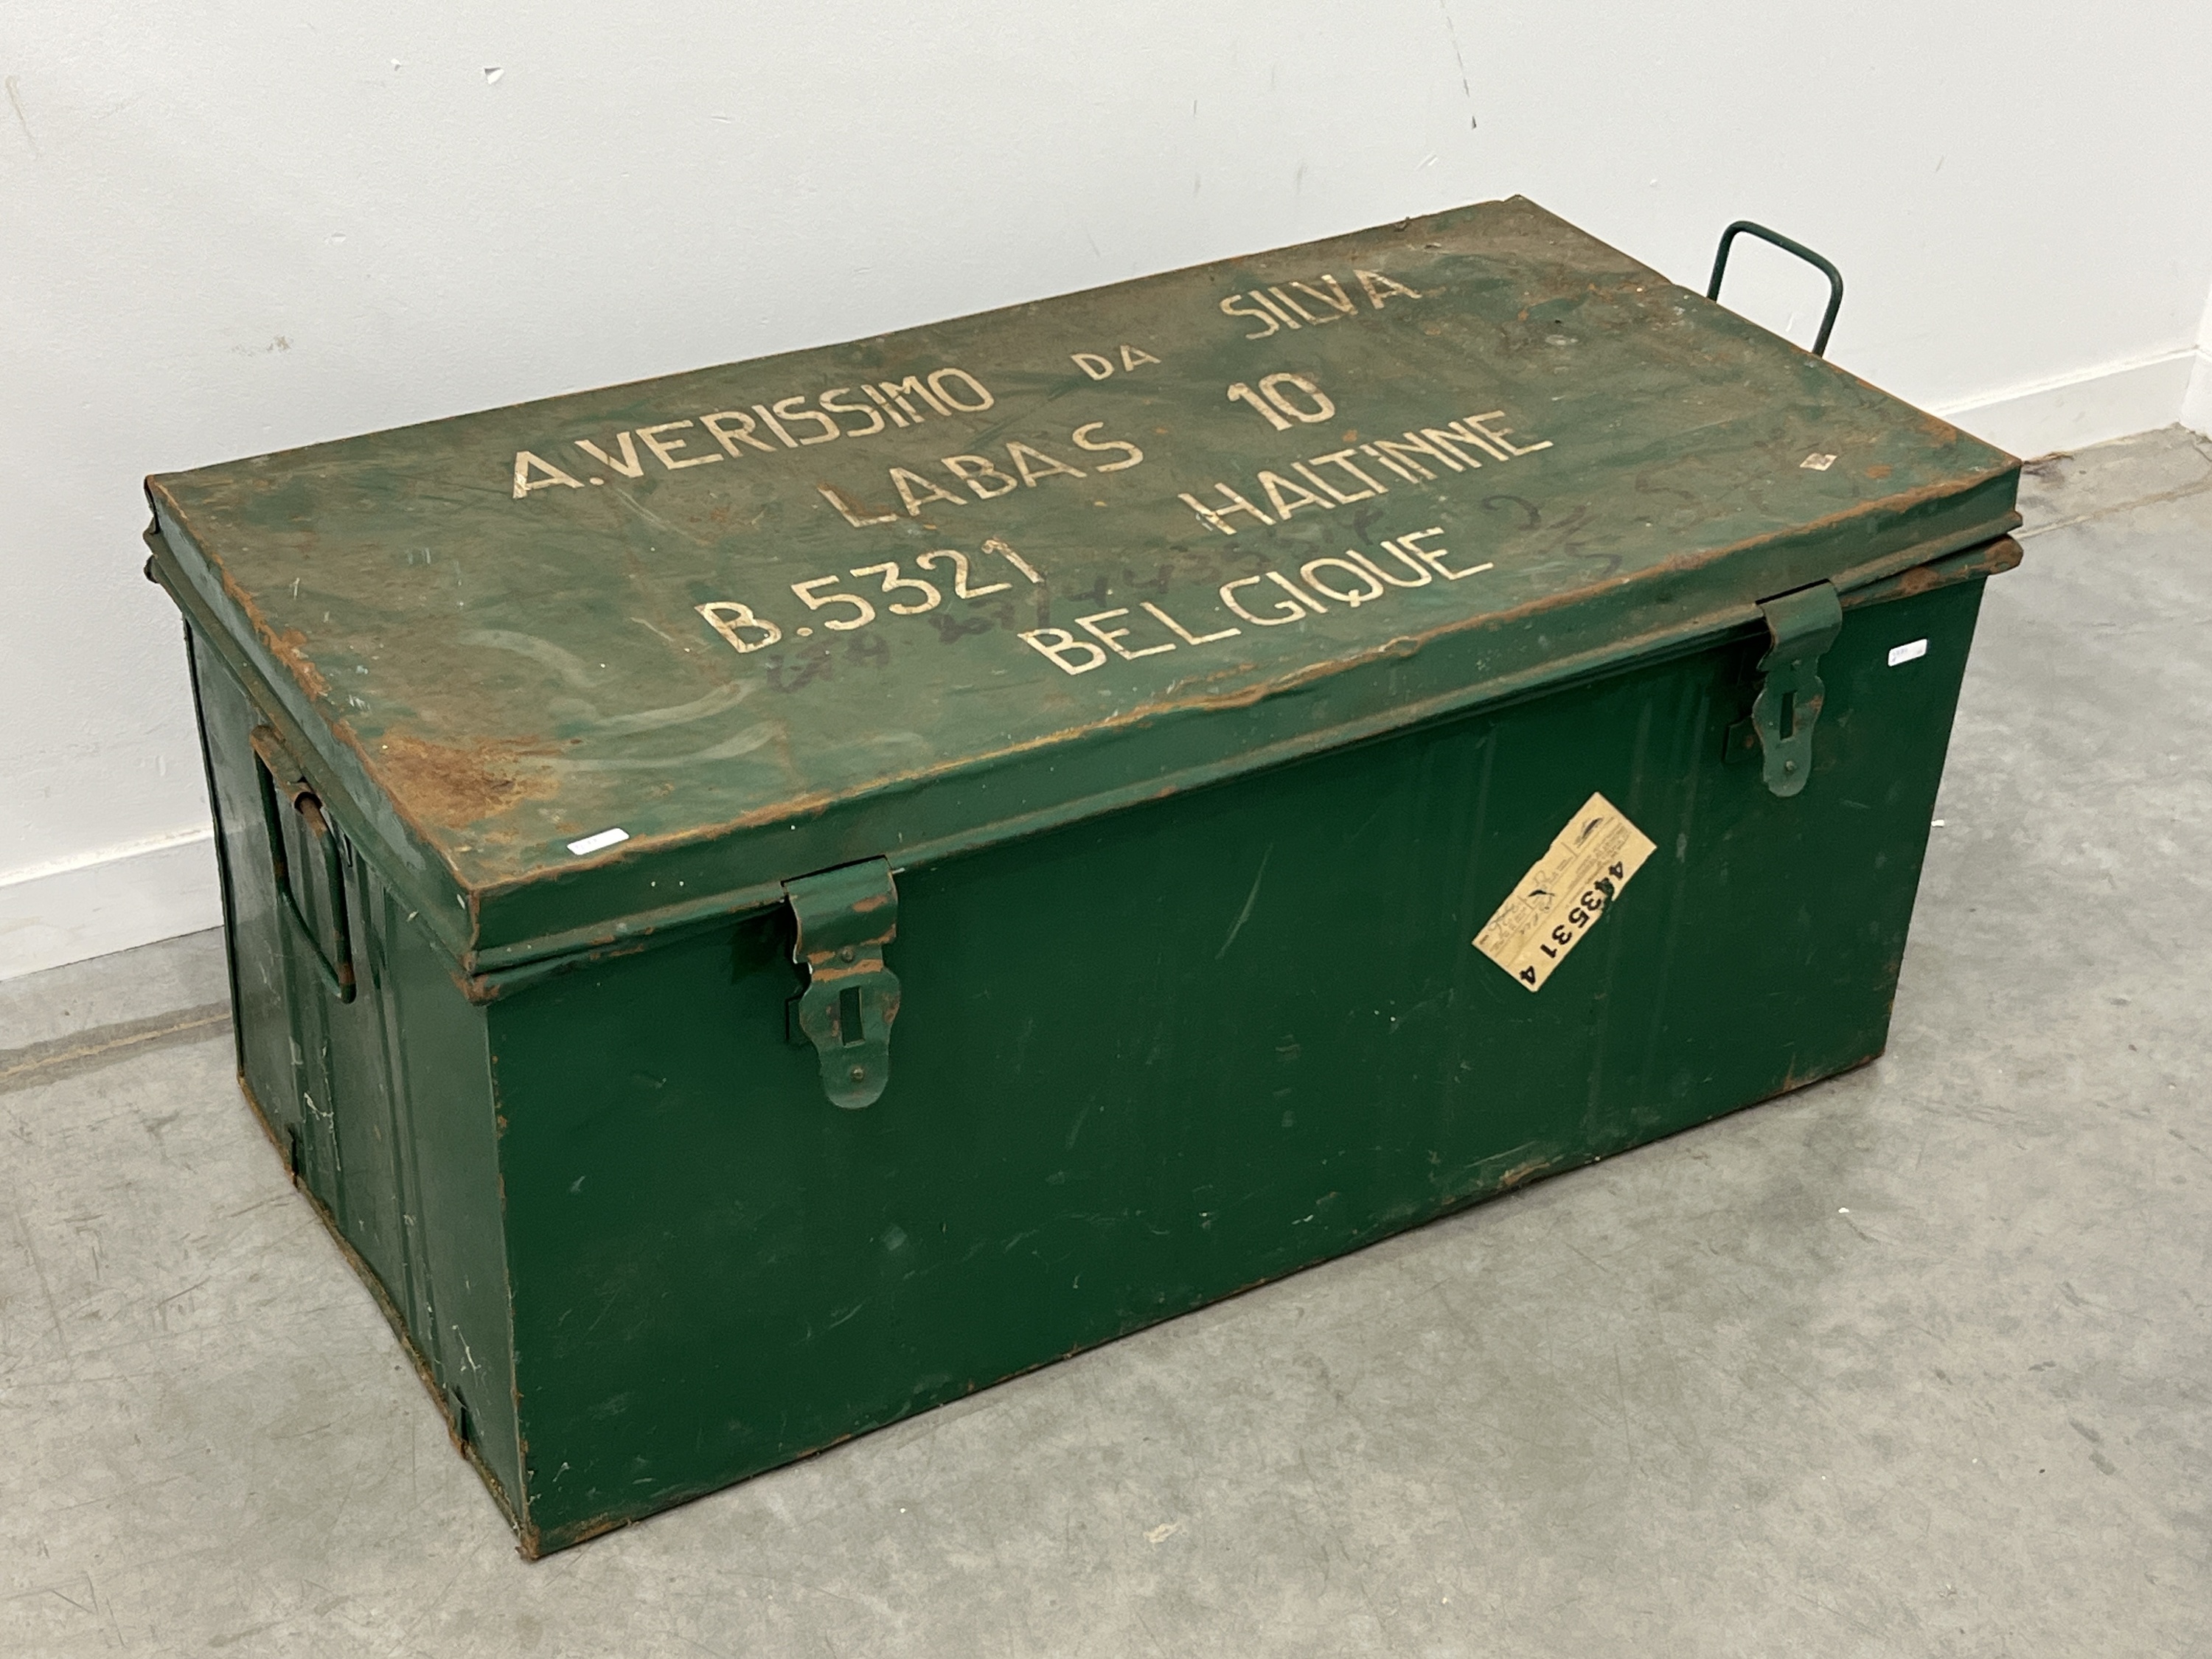 A.VERISSIMO DA SILVA
LABAS 10
B.5321 HALTINNE
BELGIQUE
443531 4